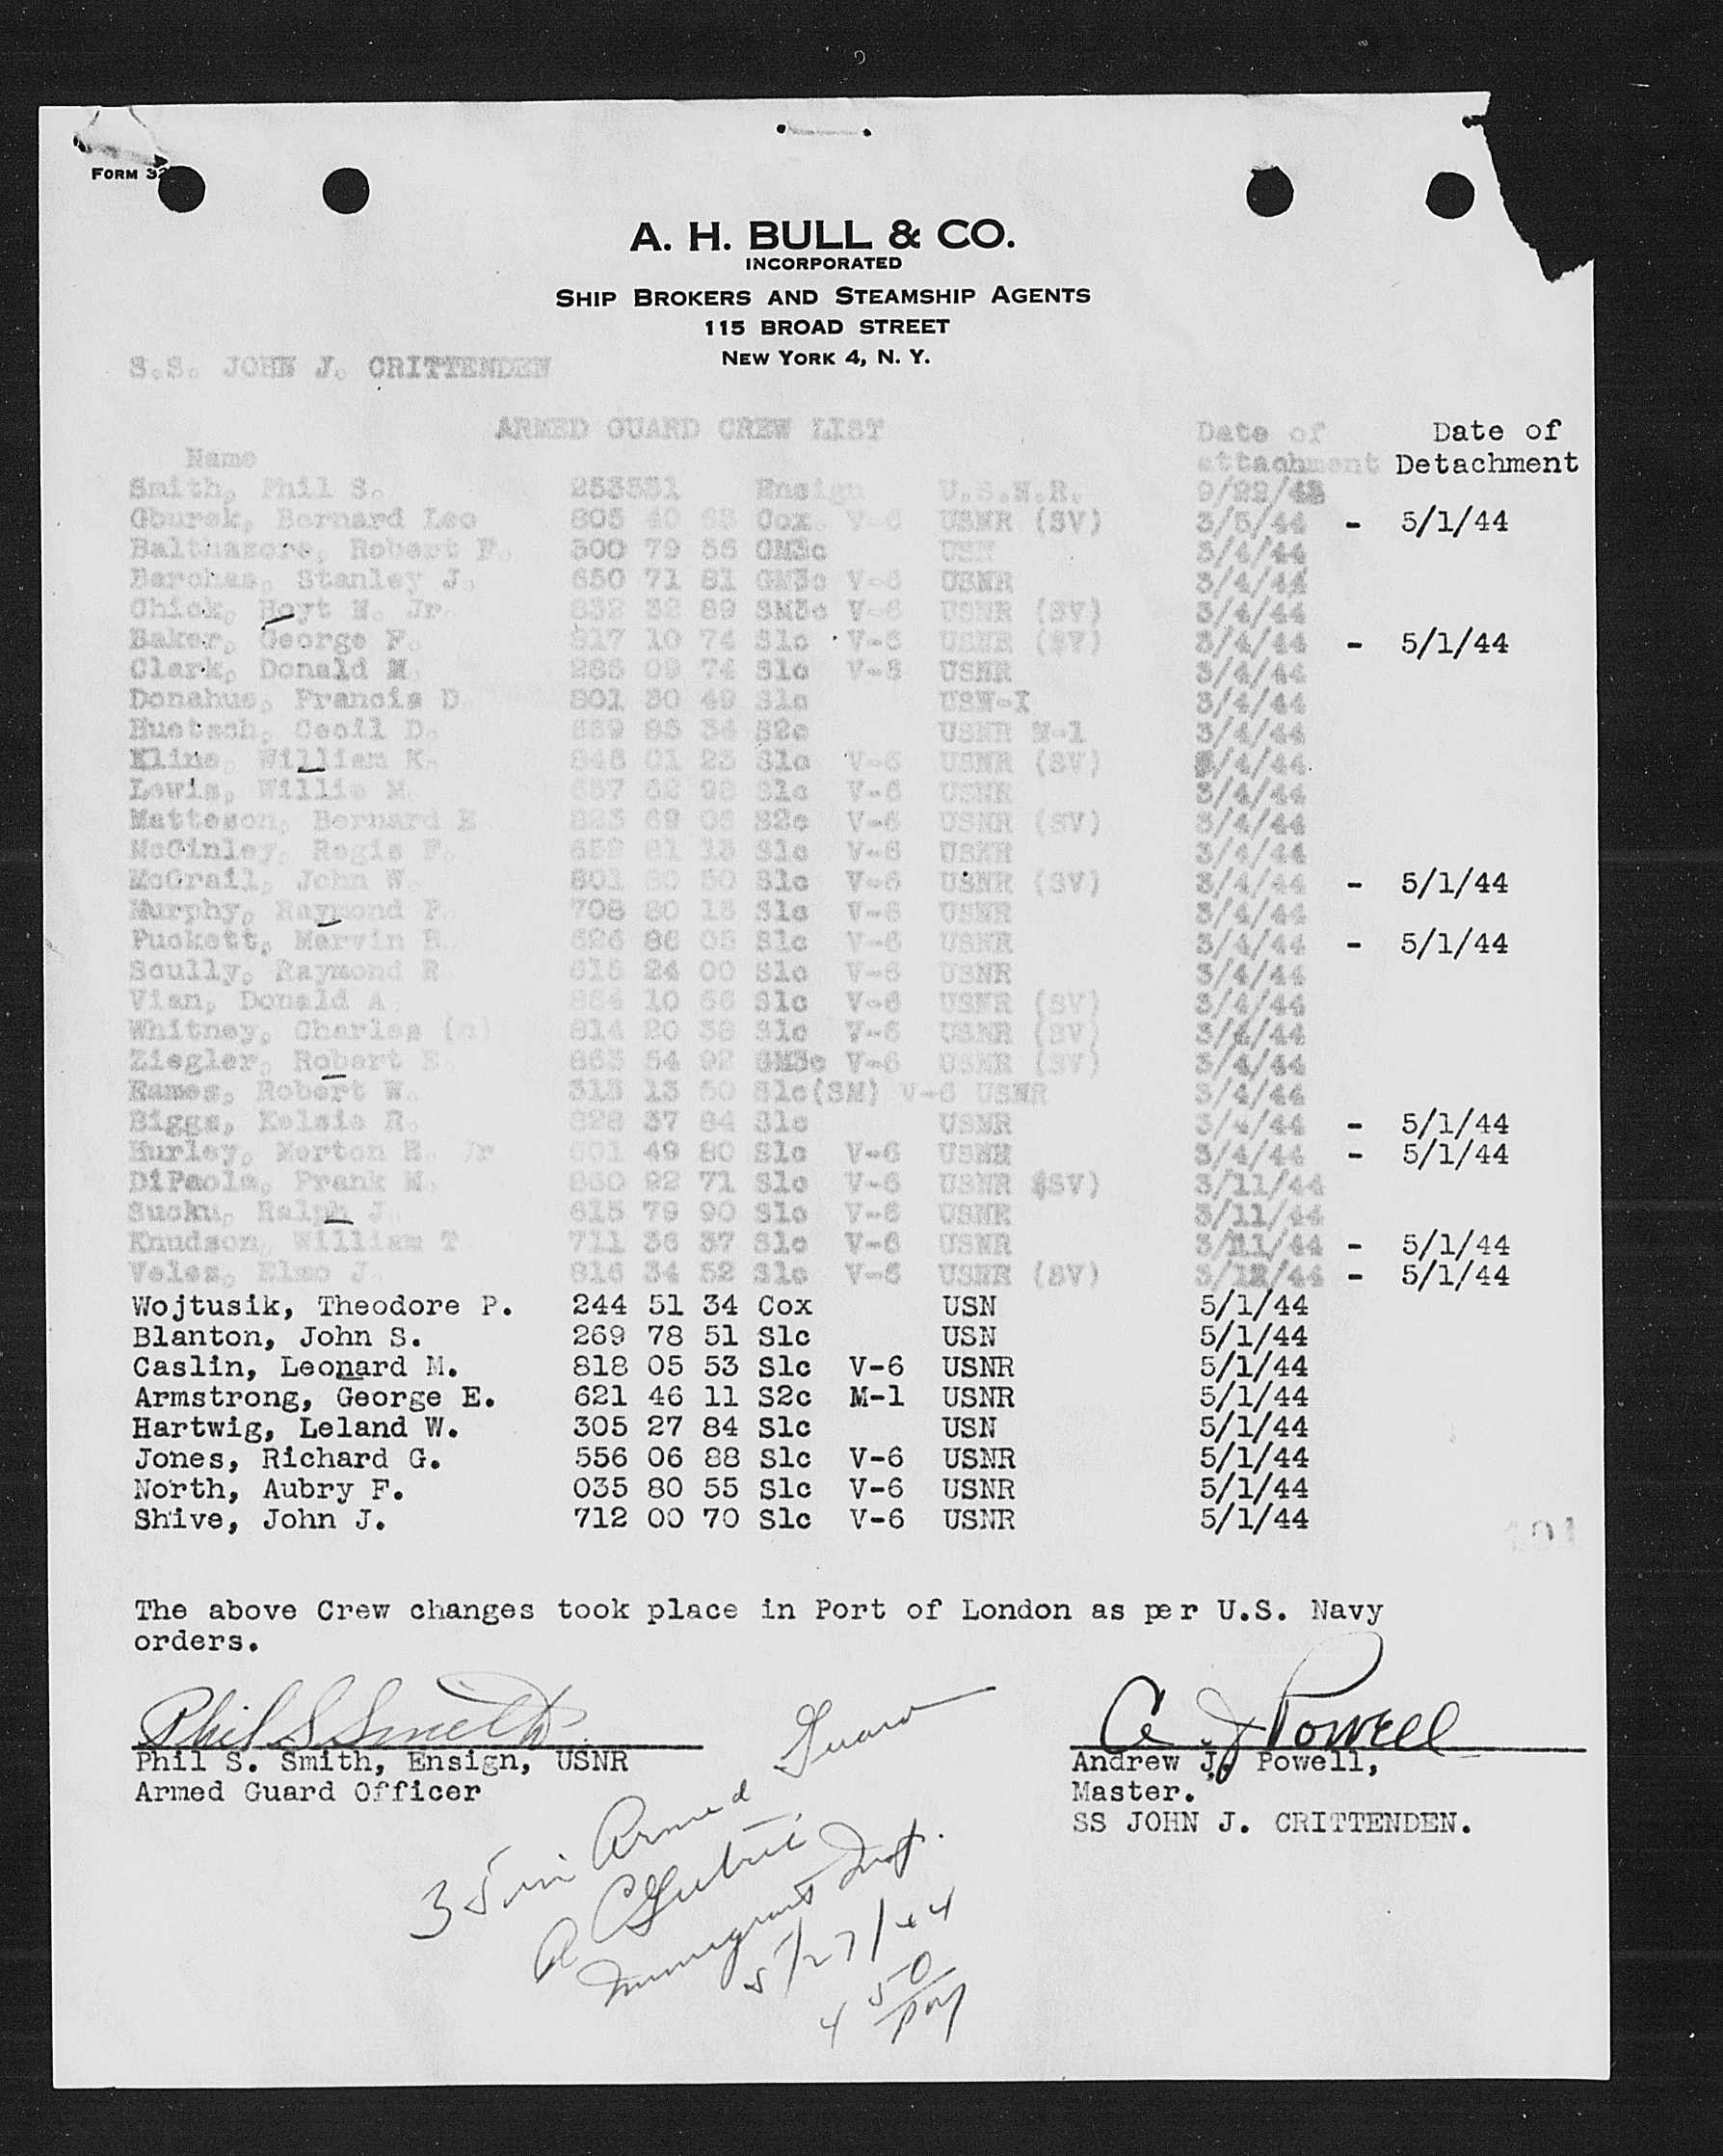 FORM 32
A. H. BULL & CO.
INCORPORATED
SHIP BROKERS AND STEAMSHIP AGENTS
115 BROAD STREET
NEW YORK 4, N. Y.
S.S. JOHN J. CRITTENDEN
ARMED GUARD CREW LIST Date of Date of
Name attachment Detachment
Smith, Phil S. 253531 Ensign U.S.N.R. 9/22/43
Gburek, Bernard Leo 805 40 Cox. V-6 USNR (SV) 3/5/44 - 5/1/44
Balthazore, Robert F. 300 79 56 GM3c USN 3/4/44
Barchas, Stanley J. 650 71 81 GM3c V-6 USNR 3/4/44
Chick, Hoyt N. Jr. 832 32 89 SM3c V-6 USNR (SV) 3/4/44
Baker, George F. 817 10 74 S1c V-6 USNR (SV) 3/4/44 - 5/1/44
Clark, Donald M. 285 09 74 S1c USNR 3/4/44
Donahue, Francis D. 801 30 49 S1c USN-I 3/4/44
Huetsch, Cecil D. 34 S2c USNR M-1 3/4/44
Kline, William K. 01 23 S1c V-6 USNR (SV) 3/4/44
Lewis, Willie M. 657 S1c V-6 USNR 3/4/44
Matteson, Bernard E 823 69 S2c V-6 USNR (SV) 3/4/44
McGinley, Regis F. 652 81 13 S1c V-6 USNR 3/4/44
McGrail, John W. 801 50 S1c V-6 USNR (SV) 3/4/44 - 5/1/44
Murphy, Raymond F. 708 80 S1c V-6 USNR 3/4/44
Puckett, Marvin B. 626 86 S1c V-6 USNR 3/4/44 - 5/1/44
Scully, Raymond R 24 00 S1c V-6 USNR 3/4/44
Vian, Donald A. 864 10 66 S1c V-6 USNR (SV) 3/4/44
Whitney, Charles (n) 814 20 S1c V-6 USNR (SV) 3/4/44
Ziegler, Robert E. 863 54 92 GM3c V-6 USNR (SV) 3/4/44
Eames, Robert W. 313 13 S1c(SM) V-6 USNR 3/4/44
Biggs, Kelsie R. 828 37 84 S1c USNR 3/4/44 - 5/1/44
Hurley, Merton E. Jr 601 49 80 S1c V-6 USNR 3/4/44 - 5/1/44
DiPaola, Frank M. 860 92 71 S1c V-6 USNR (SV) 3/11/44
Sucku, Ralph J. 615 79 90 S1c V-6 USNR 3/11/44
Knudson, William T 711 36 37 S1c V-6 USNR 3/11/44 - 5/1/44
Veles, Elmo J. 816 34 52 S1c V-6 USNR (SV) 3/12/44 - 5/1/44
Wojtusik, Theodore P. 244 51 34 Cox USN 5/1/44
Blanton, John S. 269 78 51 S1c USN 5/1/44
Caslin, Leonard M. 818 05 53 S1c V-6 USNR 5/1/44
Armstrong, George E. 621 46 11 S2c M-1 USNR 5/1/44
Hartwig, Leland W. 305 27 84 S1c USN 5/1/44
Jones, Richard G. 556 06 88 S1c V-6 USNR 5/1/44
North, Aubry F. 035 80 55 S1c V-6 USNR 5/1/44
Shive, John J. 712 00 70 S1c V-6 USNR 5/1/44
The above Crew changes took place in Port of London as per U.S. Navy
orders.
Phil S Smith
Phil S. Smith, Ensign, USNR
Armed Guard Officer
A J Powell
Andrew J. Powell,
Master.
SS JOHN J. CRITTENDEN.
35 in Armed Guard
Immigrant Insp.
5/27/44
4 50 pm